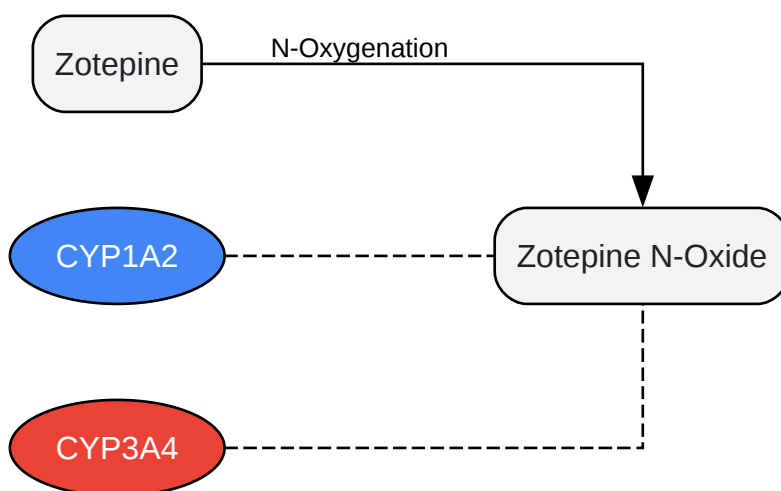 N-Oxygenation
Zotepine
CYP1A2
Zotepine N-Oxide
CYP3A4